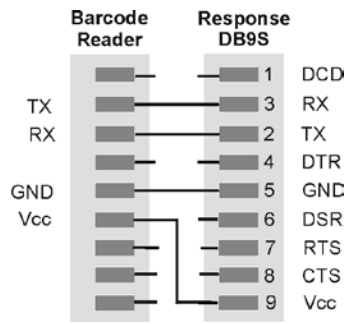 Barcode Reader
Response DB9S
1 DCD
TX 3 RX
RX 2 TX
4 DTR
GND 5 GND
Vcc 6 DSR
7 RTS
8 CTS
9 Vcc